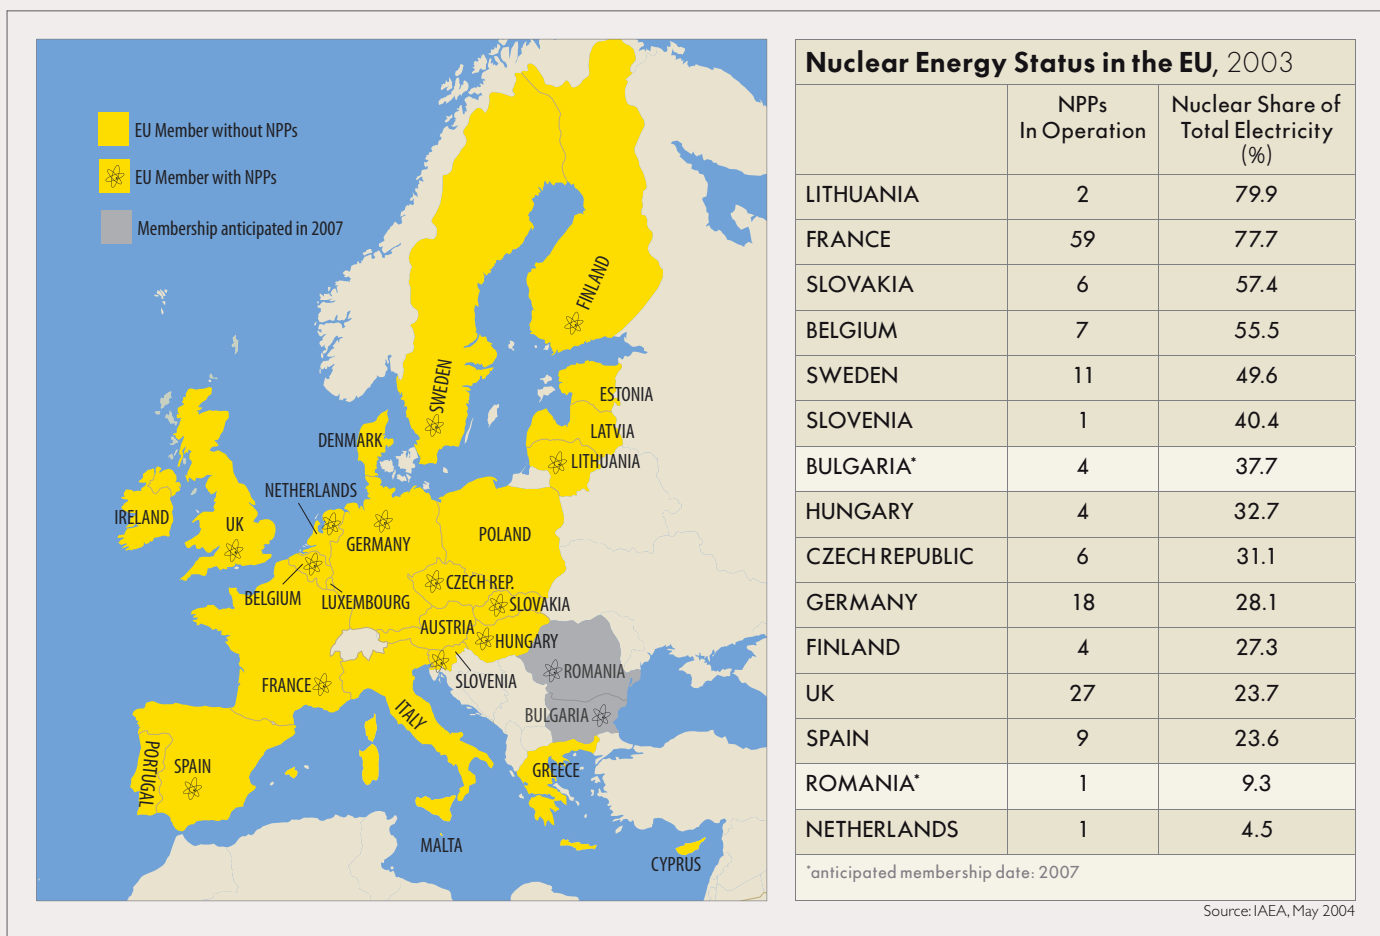 EU Member without NPPs
EU Member with NPPs
Membership anticipated in 2007
FINLAND
SWEDEN
ESTONIA
LATVIA
LITHUANIA
DENMARK
NETHERLANDS
IRELAND
UK
GERMANY
POLAND
BELGIUM
LUXEMBOURG
CZECH REP.
SLOVAKIA
AUSTRIA
HUNGARY
SLOVENIA
ROMANIA
FRANCE
ITALY
BULGARIA
PORTUGAL
SPAIN
GREECE
MALTA
CYPRUS
Nuclear Energy Status in the EU, 2003
NPPs
In Operation
Nuclear Share of
Total Electricity
(%)
LITHUANIA 2 79.9
FRANCE 59 77.7
SLOVAKIA 6 57.4
BELGIUM 7 55.5
SWEDEN 11 49.6
SLOVENIA 1 40.4
BULGARIA* 4 37.7
HUNGARY 4 32.7
CZECH REPUBLIC 6 31.1
GERMANY 18 28.1
FINLAND 4 27.3
UK 27 23.7
SPAIN 9 23.6
ROMANIA* 1 9.3
NETHERLANDS 1 4.5
*anticipated membership date: 2007
Source: IAEA, May 2004